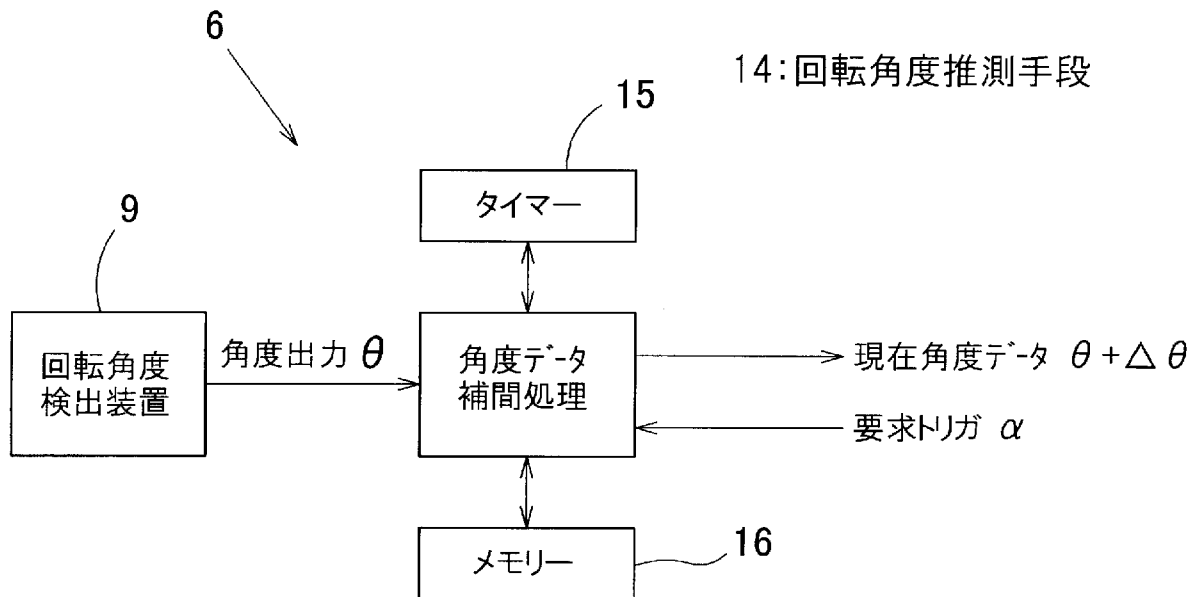 6
14:回転角度推測手段
15
タイマー
9
回転角度
検出装置
角度出力 θ
角度データ
補間処理
現在角度データ θ+△θ
要求トリガ α
メモリー
16